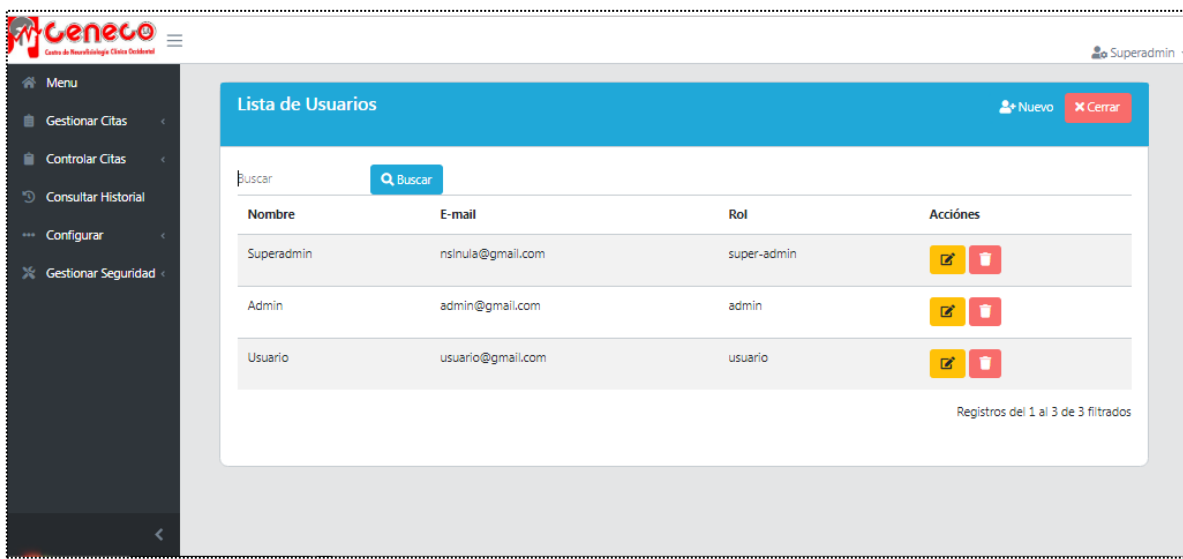 Ceneco
Centro de Neurofisiología Clínica Occidental
Superadmin
Menu
Gestionar Citas
Controlar Citas
Consultar Historial
Configurar
Gestionar Seguridad
Lista de Usuarios
Nuevo
Cerrar
Buscar
Buscar
Nombre E-mail Rol Acciónes
Superadmin nslnula@gmail.com super-admin
Admin admin@gmail.com admin
Usuario usuario@gmail.com usuario
Registros del 1 al 3 de 3 filtrados